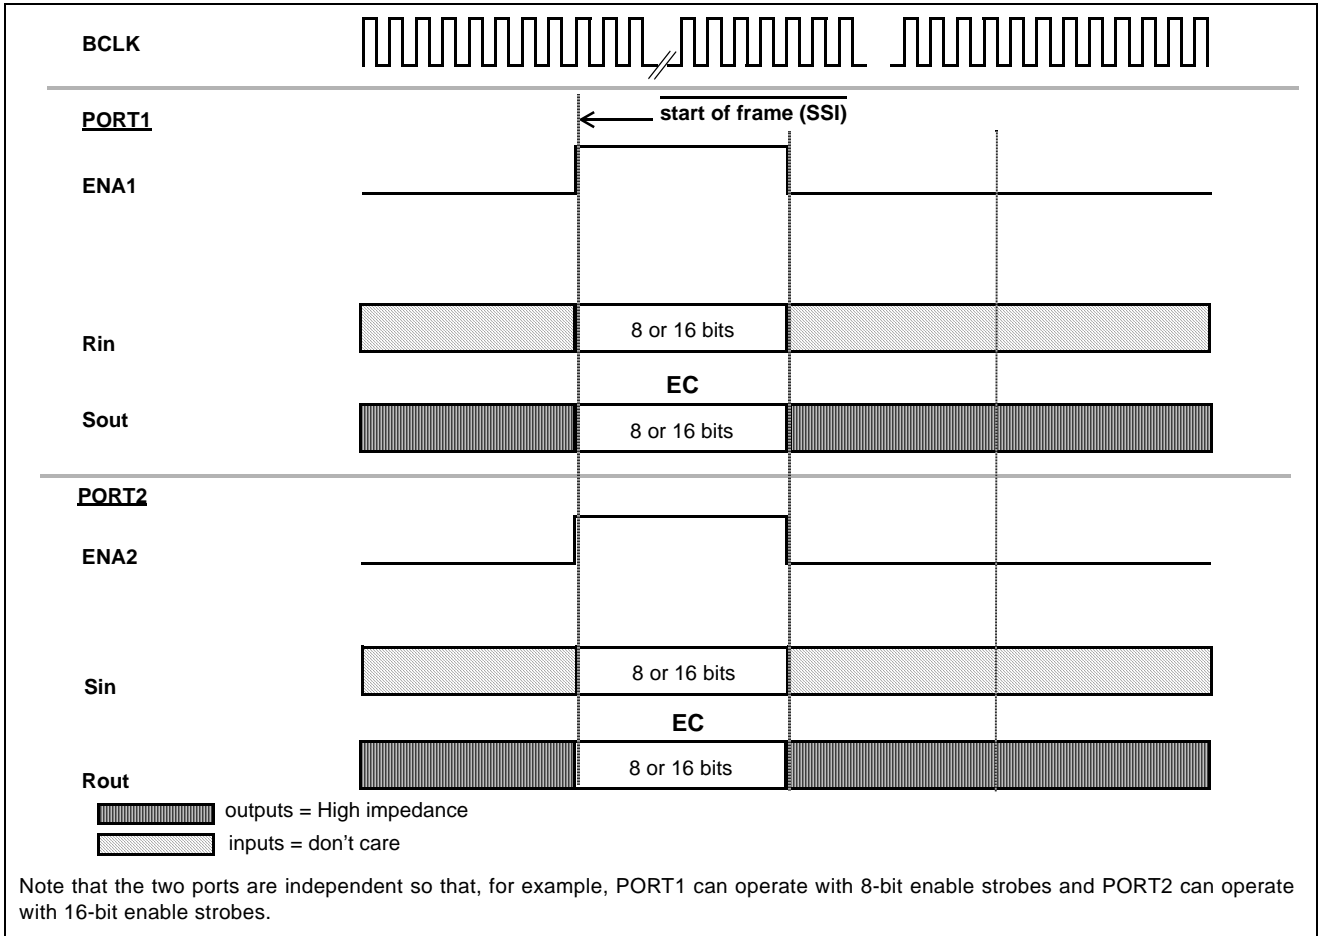 BCLK
start of frame (SSI)
PORT1
ENA1
8 or 16 bits
Rin
EC
Sout
8 or 16 bits
PORT2
ENA2
8 or 16 bits
Sin
EC
8 or 16 bits
Rout
outputs = High impedance
inputs = don't care
Note that the two ports are independent so that, for example, PORT1 can operate with 8-bit enable strobes and PORT2 can operate
with 16-bit enable strobes.